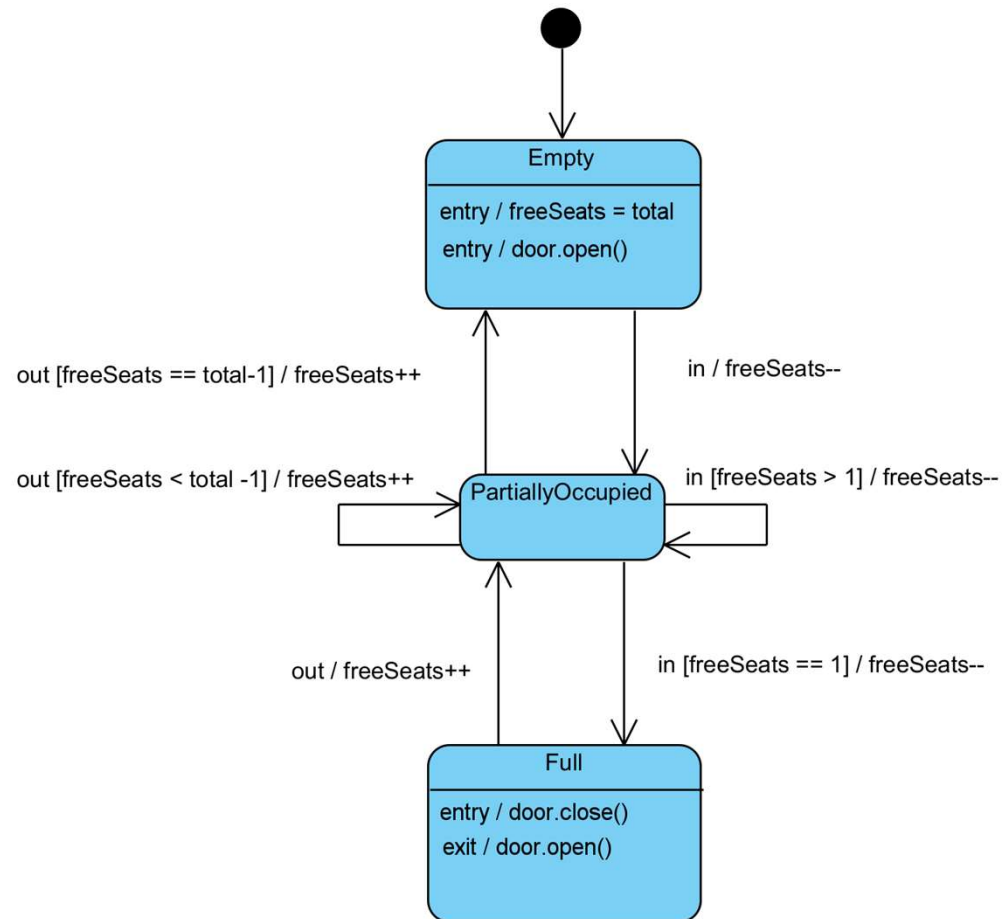 Empty
entry / freeSeats = total
entry / door.open()
out [freeSeats == total-1] / freeSeats++
in / freeSeats--
out [freeSeats < total -1] / freeSeats++
PartiallyOccupied
in [freeSeats > 1] / freeSeats--
out / freeSeats++
in [freeSeats == 1] / freeSeats--
Full
entry / door.close()
exit / door.open()